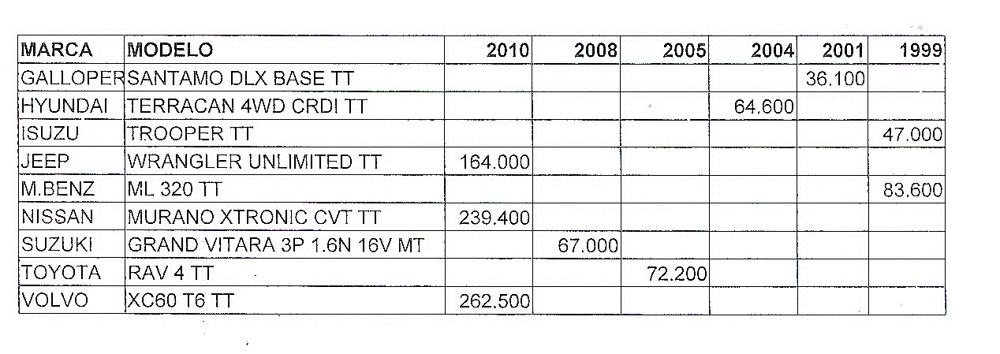 MARCA MODELO 2010 2008 2005 2004 2001 1999
GALLOPER SANTAMO DLX BASE TT 36.100
HYUNDAI TERRACAN 4WD CRDI TT 64.600
ISUZU TROOPER TT 47.000
JEEP WRANGLER UNLIMITED TT 164.000
M.BENZ ML 320 TT 83.600
NISSAN MURANO XTRONIC CVT TT 239.400
SUZUKI GRAND VITARA 3P 1.6N 16V MT 67.000
TOYOTA RAV 4 TT 72.200
VOLVO XC60 T6 TT 262.500